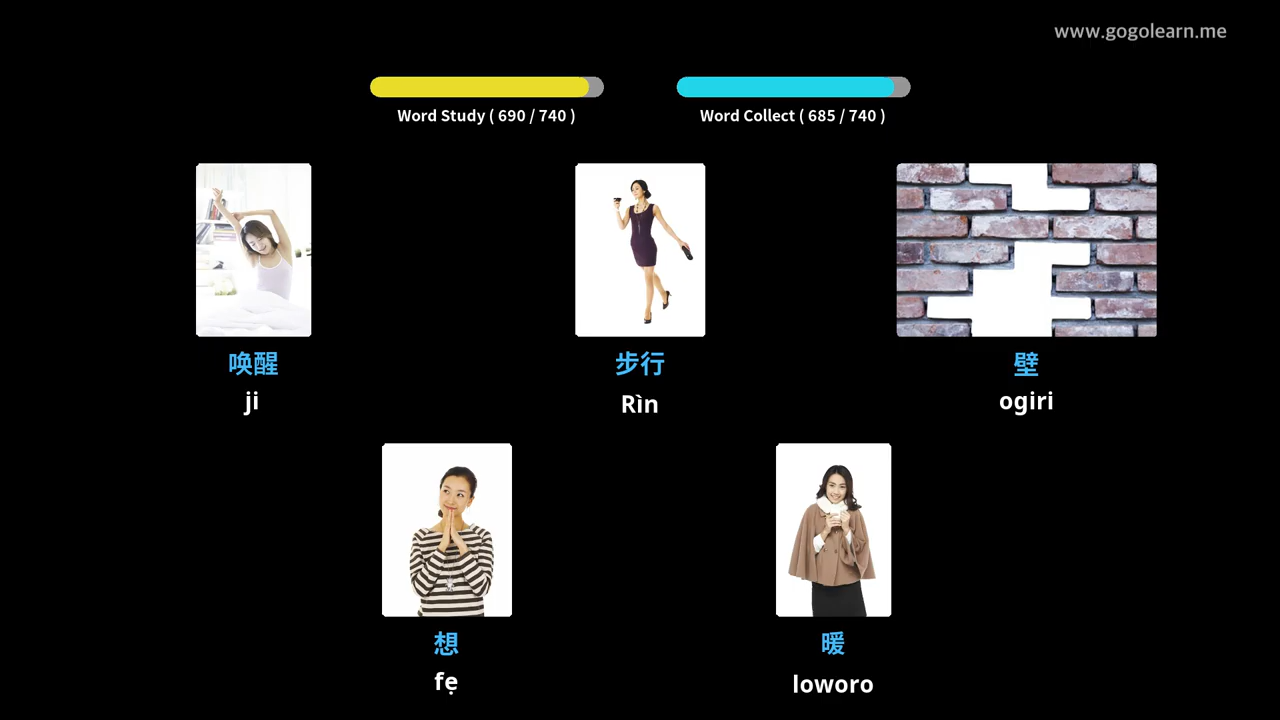 www.gogolearn.me
Word Study ( 690 / 740 )
Word Collect ( 685 / 740 )
唤醒
ji
步行
Rìn
壁
ogiri
想
fẹ
暖
loworo